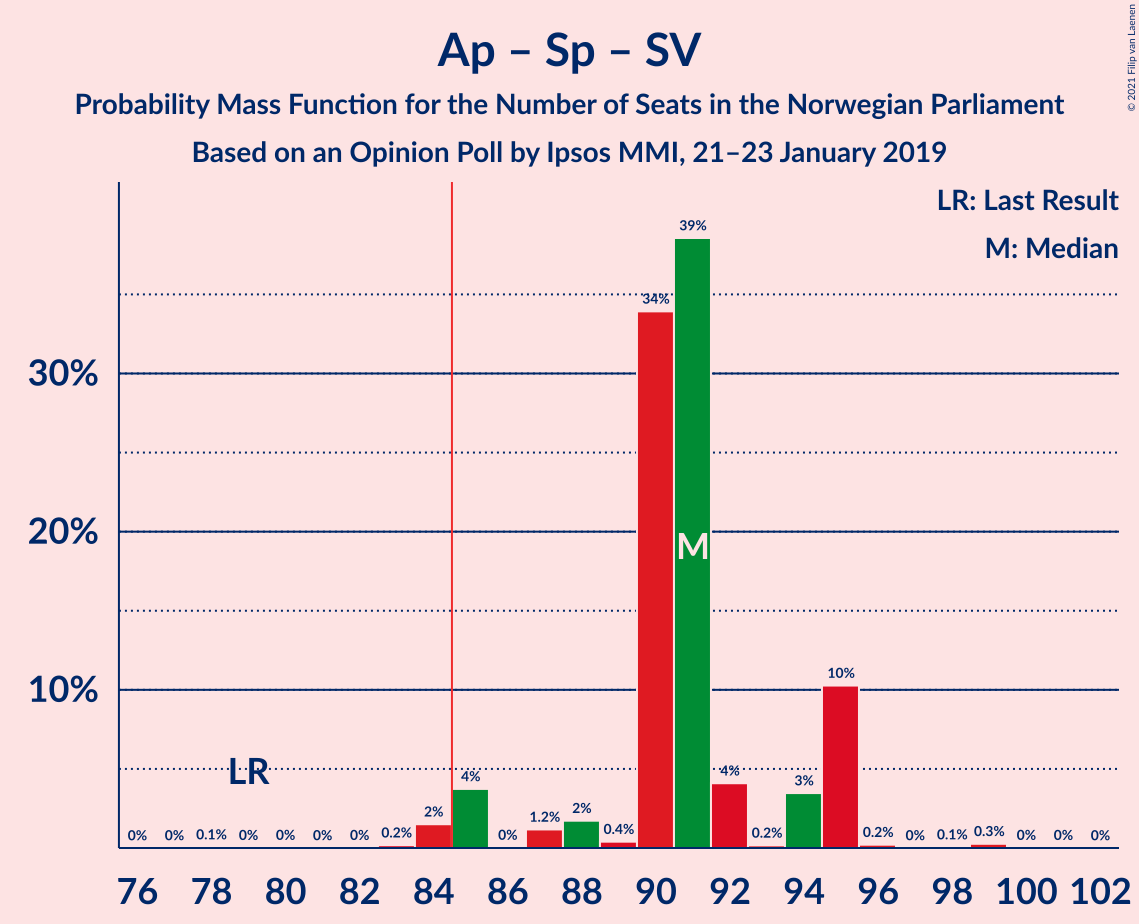 Ap – Sp – SV
Probability Mass Function for the Number of Seats in the Norwegian Parliament
Based on an Opinion Poll by Ipsos MMI, 21–23 January 2019
© 2021 Filip van Laenen
LR: Last Result
M: Median
39%
34%
30%
M
20%
10%
10%
LR
4%
4%
3%
2%
2%
1.2%
0% 0% 0.1% 0% 0% 0% 0% 0.2% 0% 0.4% 0.2% 0.2% 0% 0.1% 0.3% 0% 0% 0%
76 78 80 82 84 86 88 90 92 94 96 98 100 102